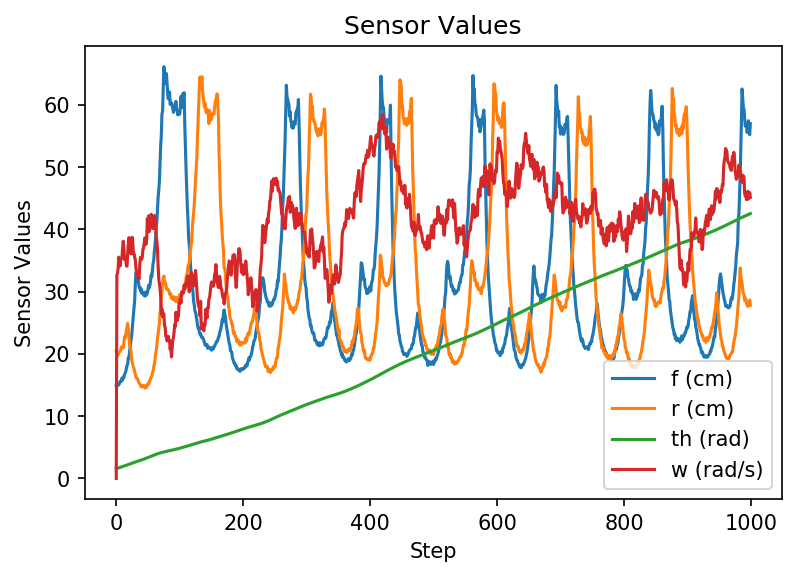 Sensor Values
Sensor Values
60
50
40
30
20
10
0
f (cm)
r (cm)
th (rad)
w (rad/s)
0 200 400 600 800 1000
Step